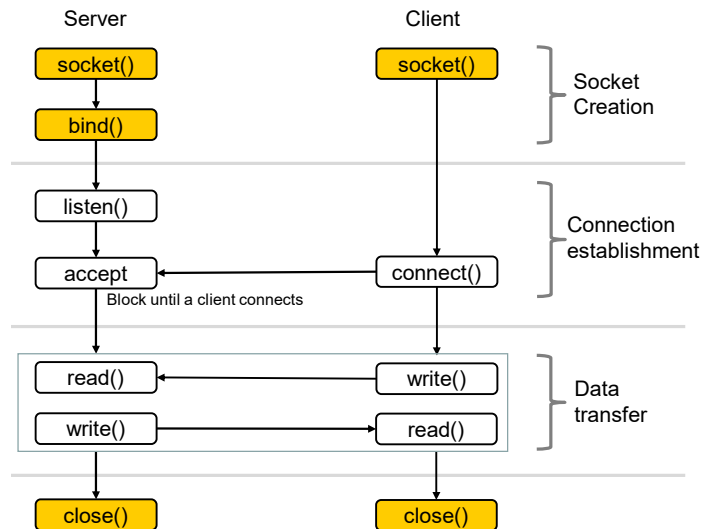 Server
Client
socket()
socket()
Socket
Creation
bind()
listen()
Connection
establishment
accept
connect()
Block until a client connects
read()
write()
Data
transfer
write()
read()
close()
close()